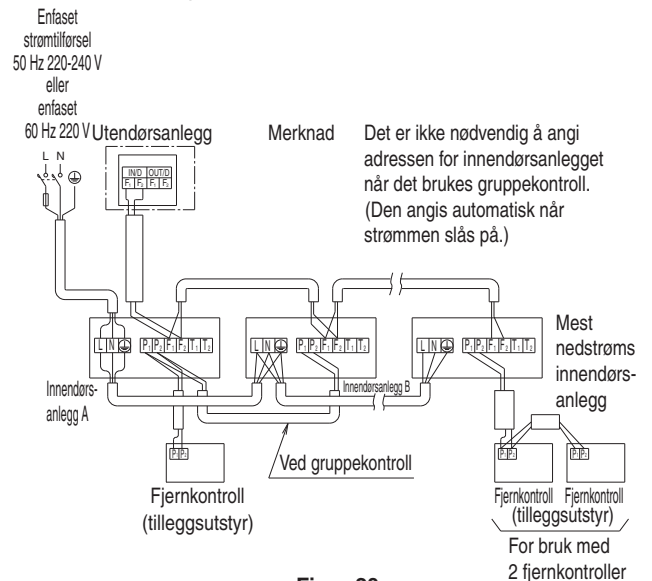 Enfaset
strømtilførsel
50 Hz 220-240 V
eller
enfaset
60 Hz 220 V
Utendørsanlegg
Merknad
Det er ikke nødvendig å angi
adressen for innendørsanlegget
når det brukes gruppekontroll.
(Den angis automatisk når
strømmen slås på.)
L N
IN/D OUT/D
F₁ F₂ F₁ F₂
L N P₁ P₂ F₁ F₂ T₁ T₂
L N P₁ P₂ F₁ F₂ T₁ T₂
L N P₁ P₂ F₁ F₂ T₁ T₂
Mest
nedstrøms
innendørs-
anlegg
Innendørs-
anlegg A
Innendørsanlegg B
Ved gruppekontroll
P₁ P₂
Fjernkontroll
(tilleggsutstyr)
P₁ P₂
P₁ P₂
Fjernkontroll Fjernkontroll
(tilleggsutstyr)
For bruk med
2 fjernkontroller